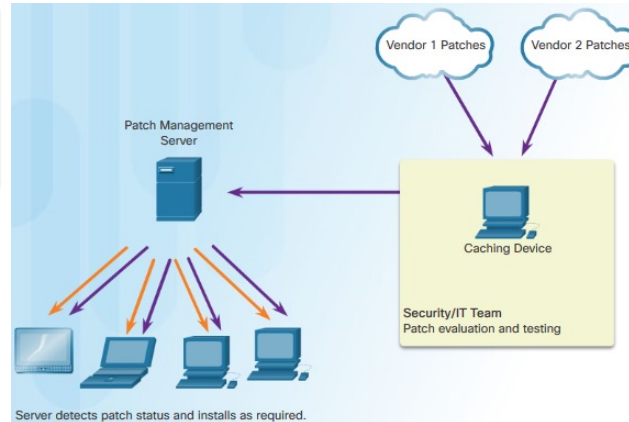 Vendor 1 Patches
Vendor 2 Patches
Patch Management
Server
Caching Device
Security/IT Team
Patch evaluation and testing
Server detects patch status and installs as required.